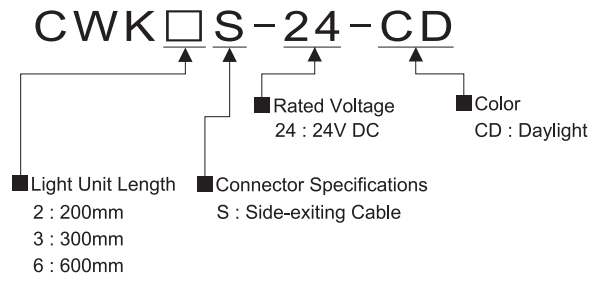 CWK□S-24-CD
Rated Voltage
24 : 24V DC
Color
CD : Daylight
Light Unit Length
2 : 200mm
3 : 300mm
6 : 600mm
Connector Specifications
S : Side-exiting Cable